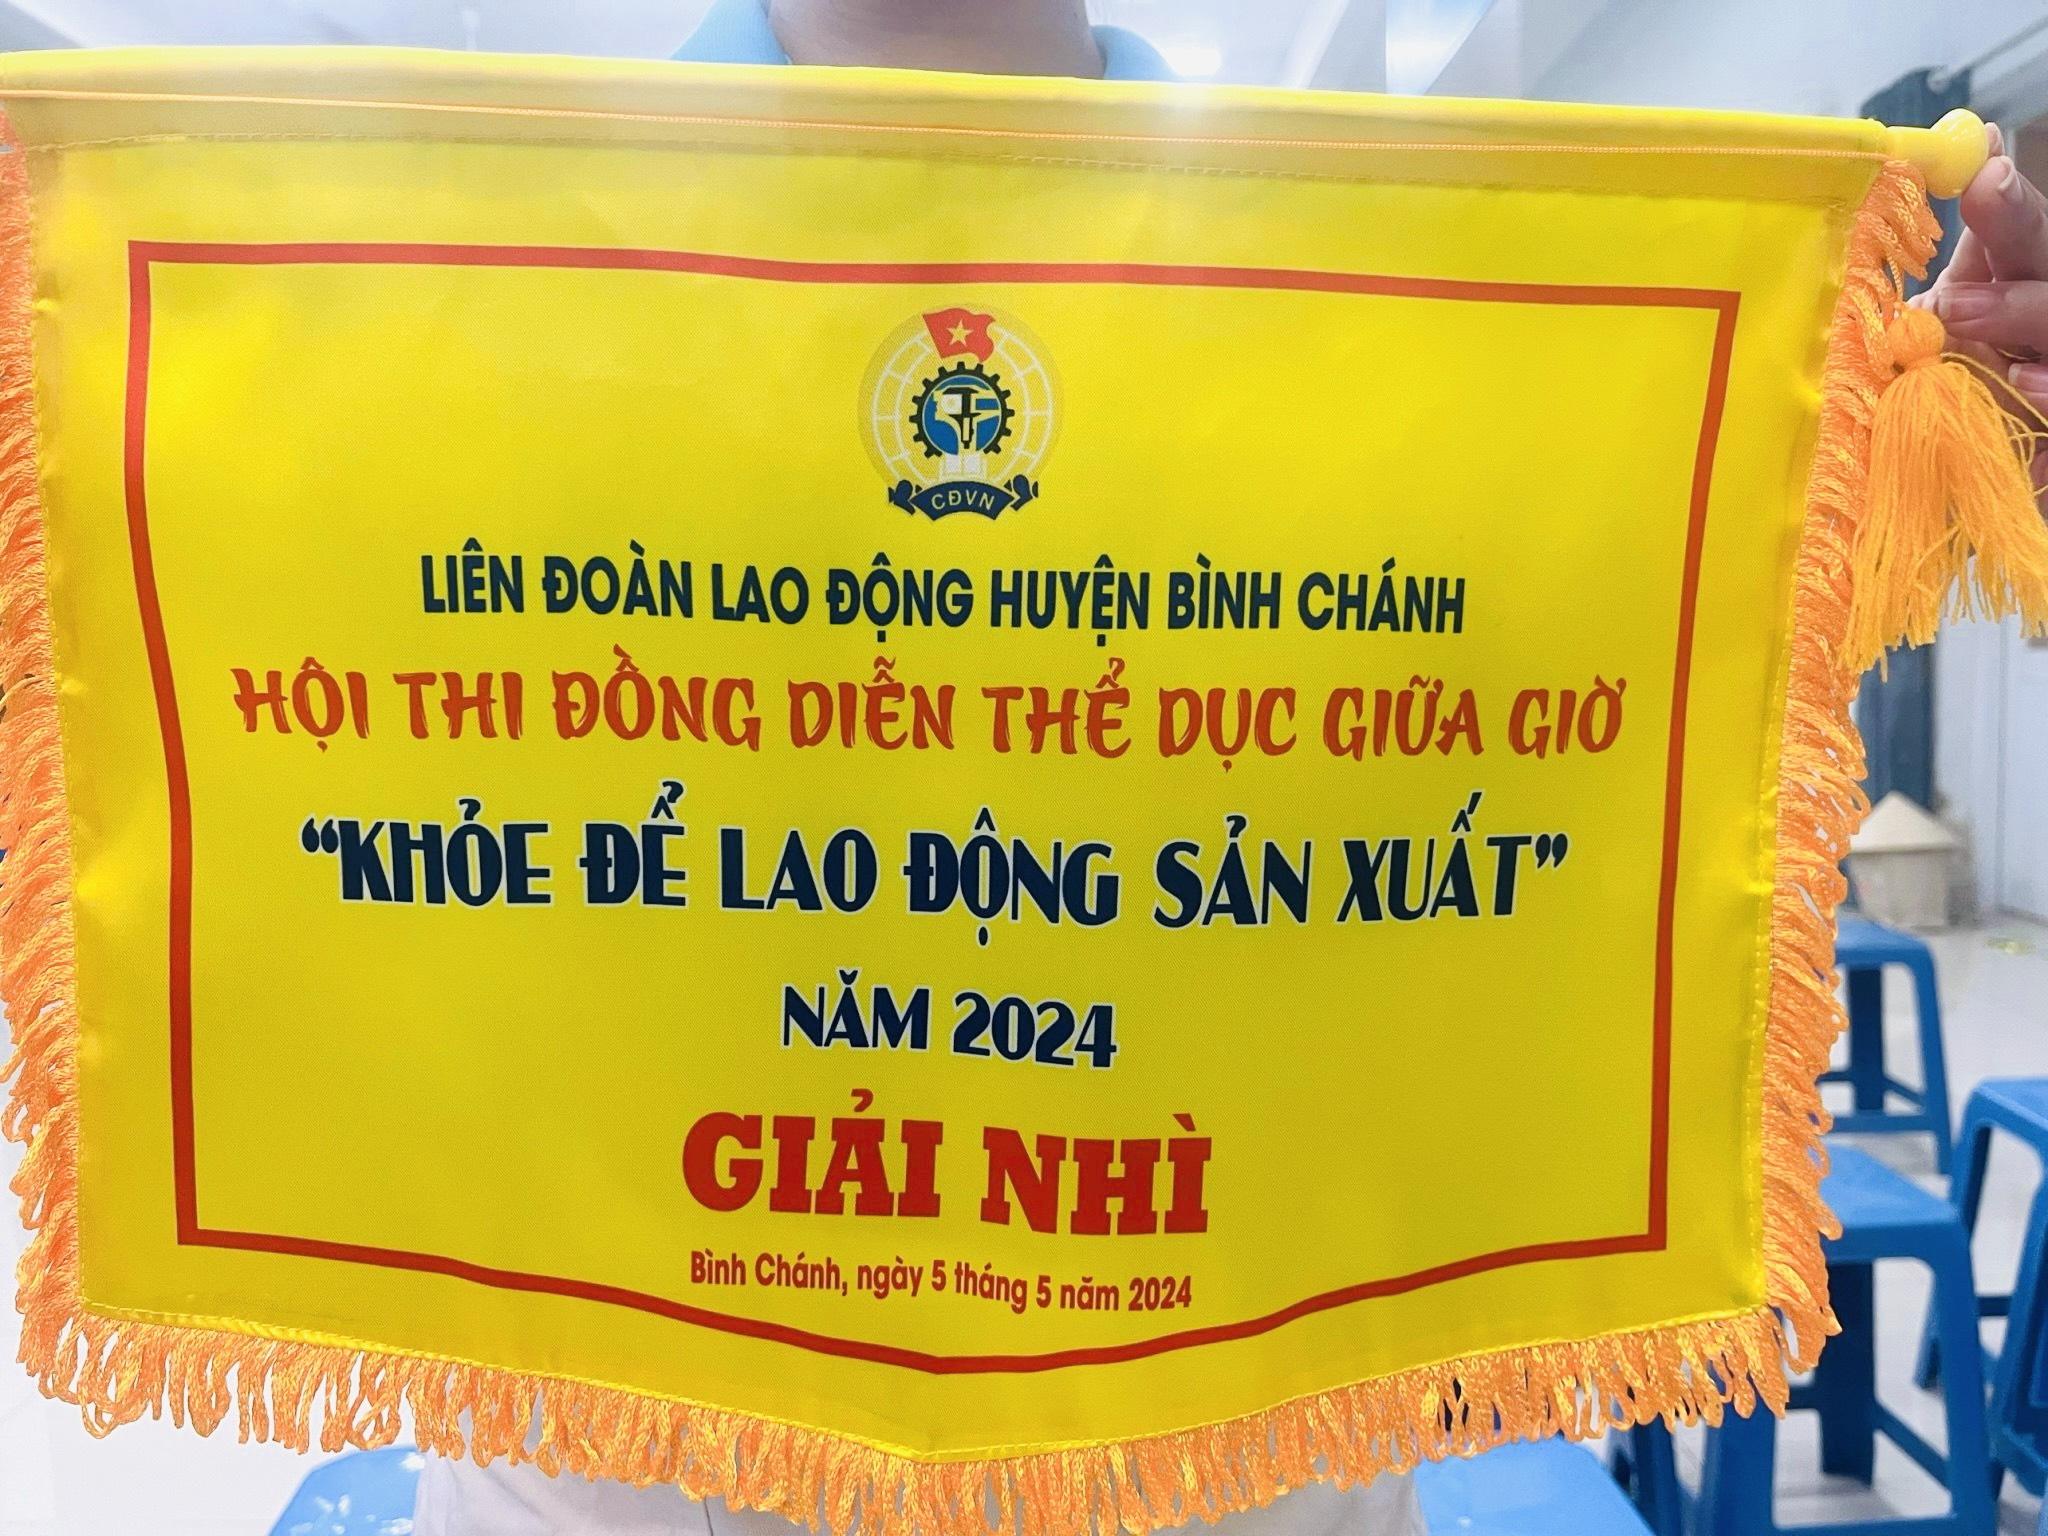 CĐVN
LIÊN ĐOÀN LAO ĐỘNG HUYỆN BÌNH CHÁNH
HỘI THI ĐỒNG DIỄN THỂ DỤC GIỮA GIỜ
“KHỎE ĐỂ LAO ĐỘNG SẢN XUẤT”
NĂM 2024
GIẢI NHÌ
Bình Chánh, ngày 5 tháng 5 năm 2024